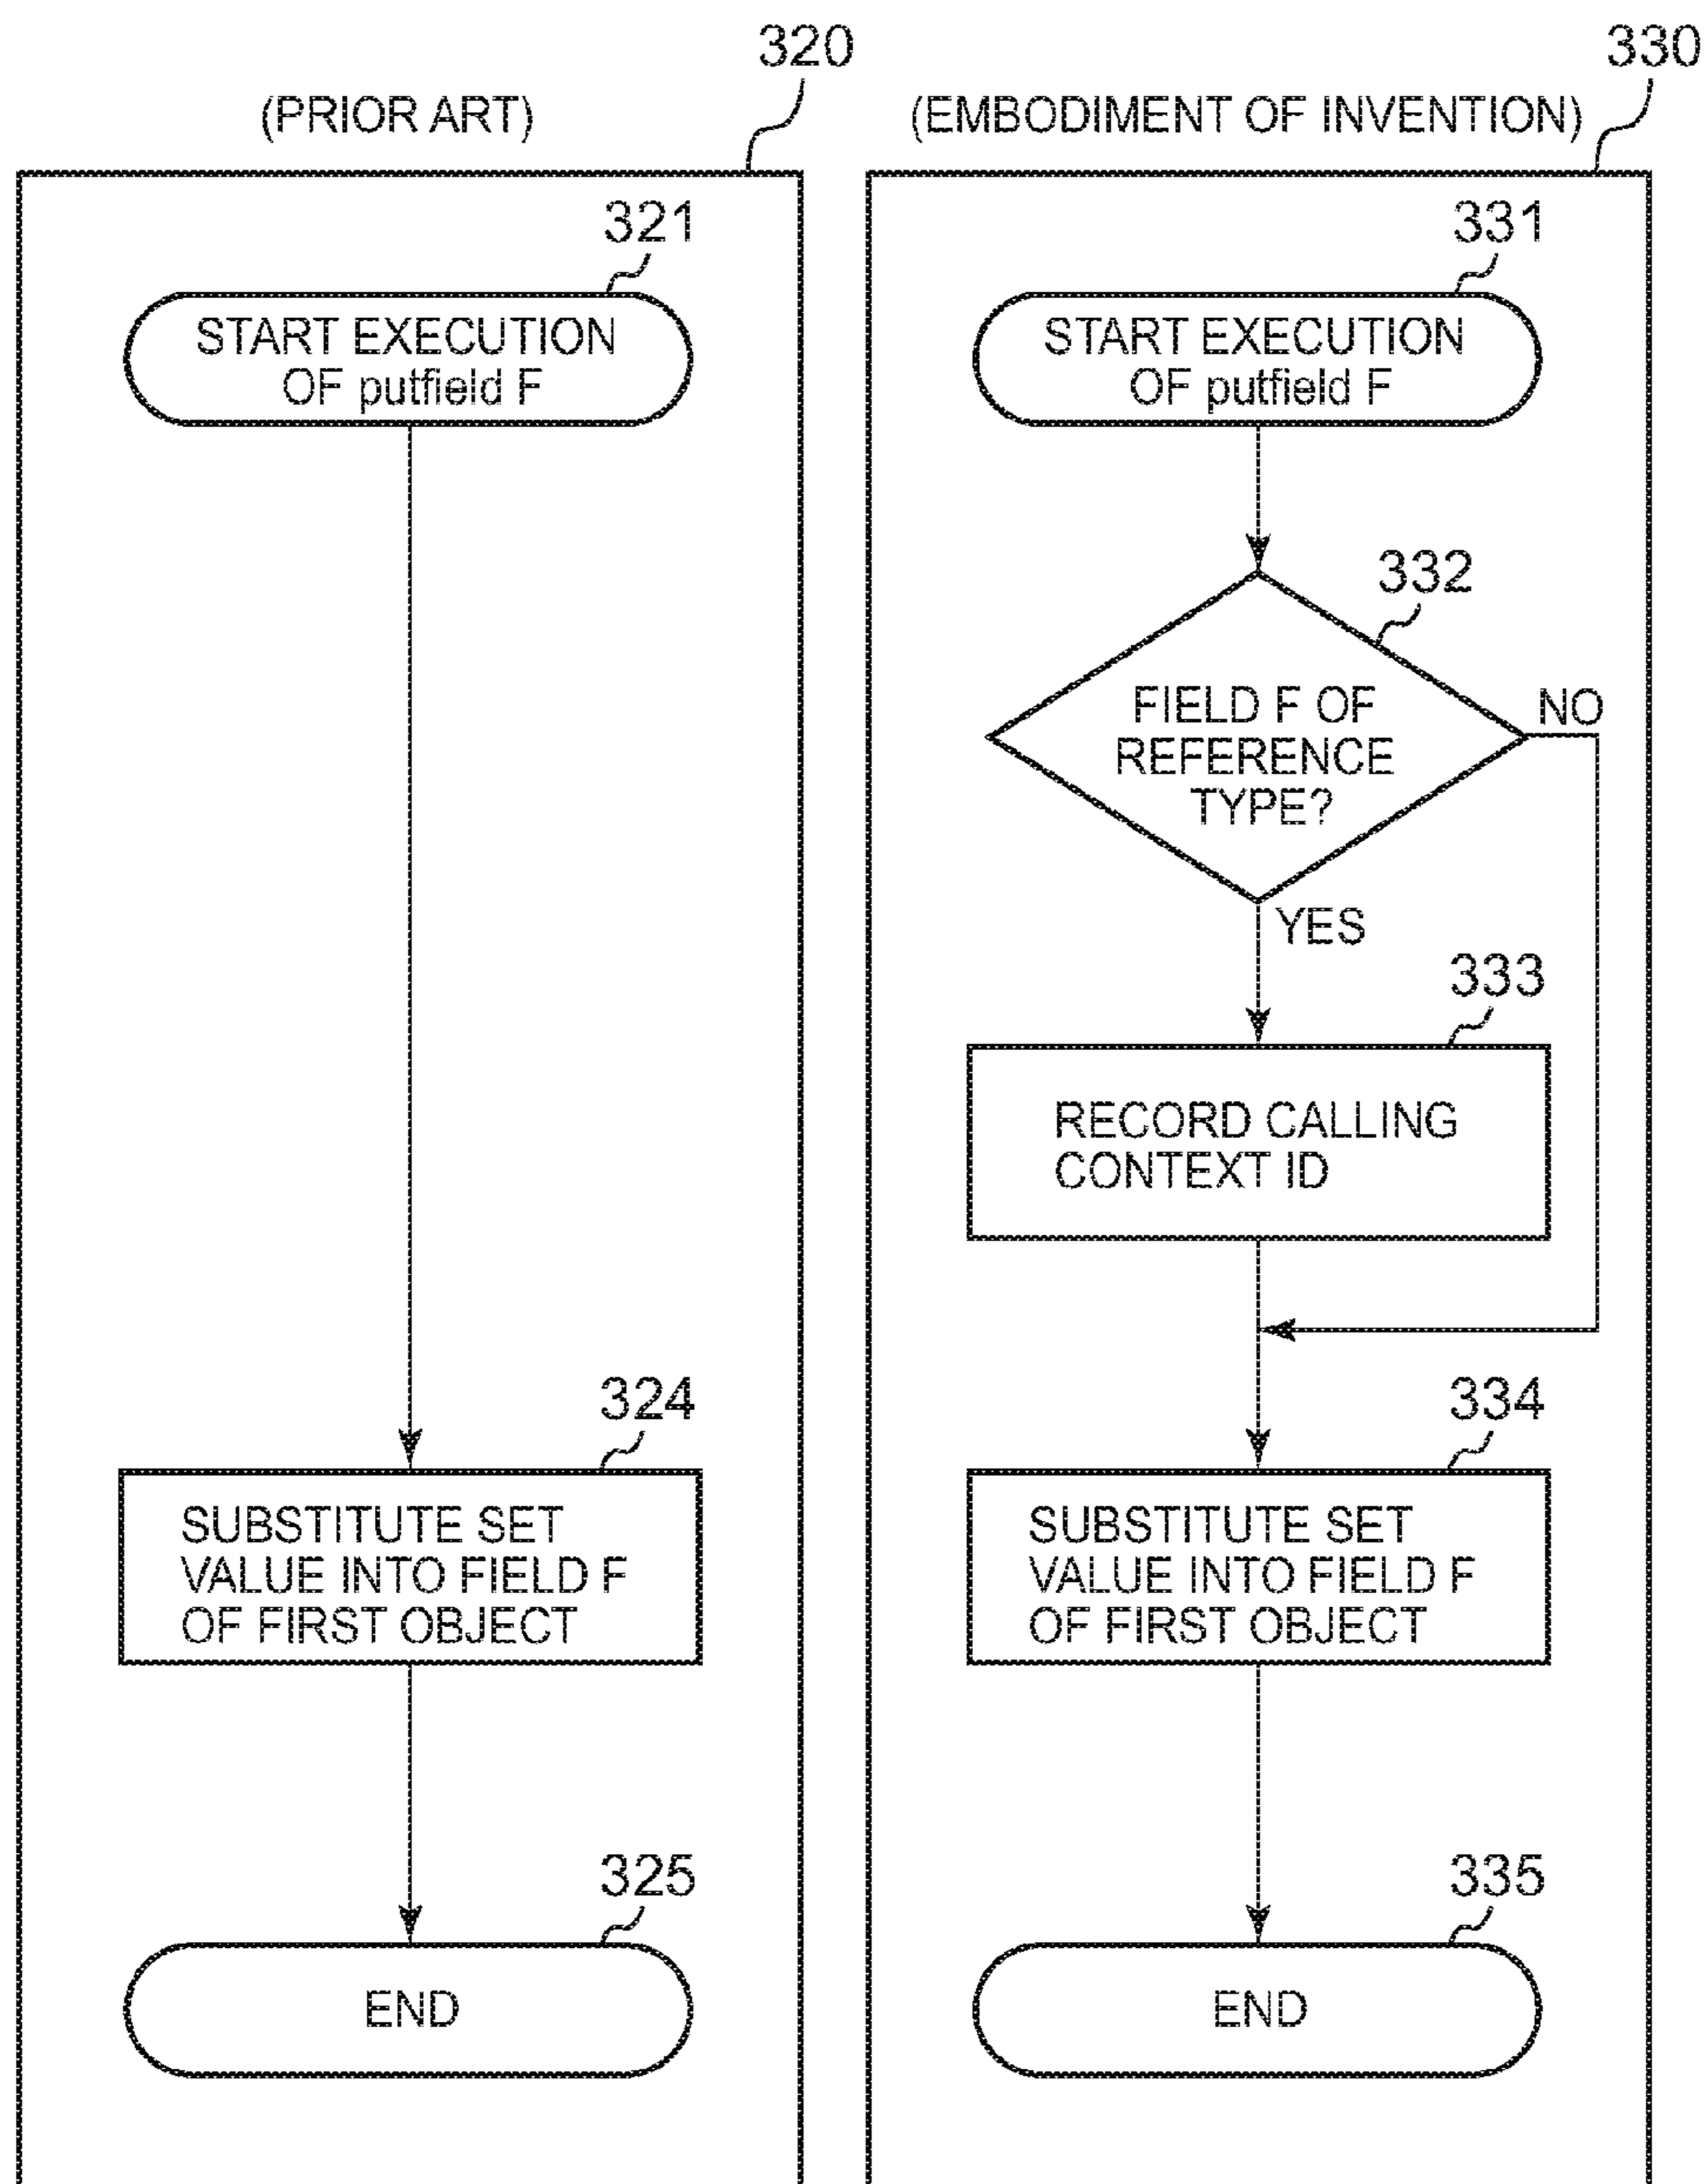 320
(PRIOR ART)
321
START EXECUTION
OF putfield F
324
SUBSTITUTE SET
VALUE INTO FIELD F
OF FIRST OBJECT
325
END
330
(EMBODIMENT OF INVENTION)
331
START EXECUTION
OF putfield F
332
FIELD F OF
REFERENCE
TYPE?
NO
YES
333
RECORD CALLING
CONTEXT ID
334
SUBSTITUTE SET
VALUE INTO FIELD F
OF FIRST OBJECT
335
END